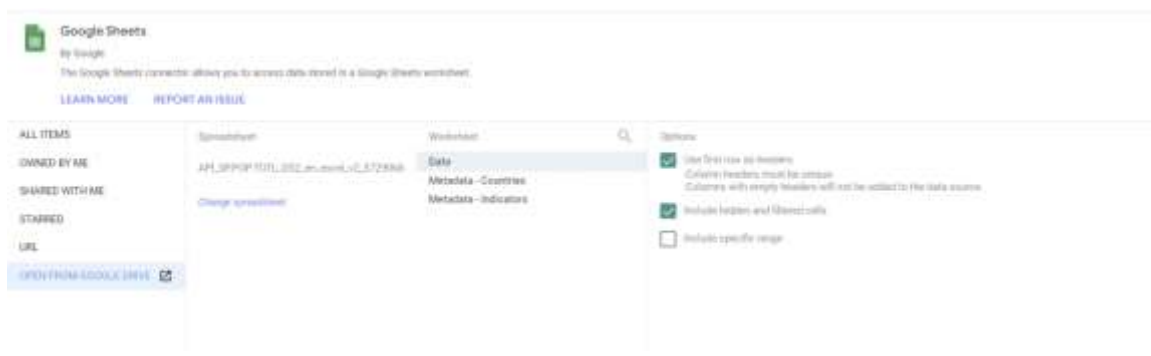 Google Sheets
By Google
The Google Sheets connector allows you to access data stored in a Google Sheets worksheet.
LEARN MORE REPORT AN ISSUE
ALL ITEMS
OWNED BY ME
SHARED WITH ME
STARRED
URL
OPEN FROM GOOGLE DRIVE
Spreadsheet
Change spreadsheet
Worksheet
Data
Metadata - Countries
Metadata - Indicators
Options
Use first row as headers
Column headers must be unique
Columns with empty headers will not be added to the data source
Include hidden and filtered cells
Include specific range